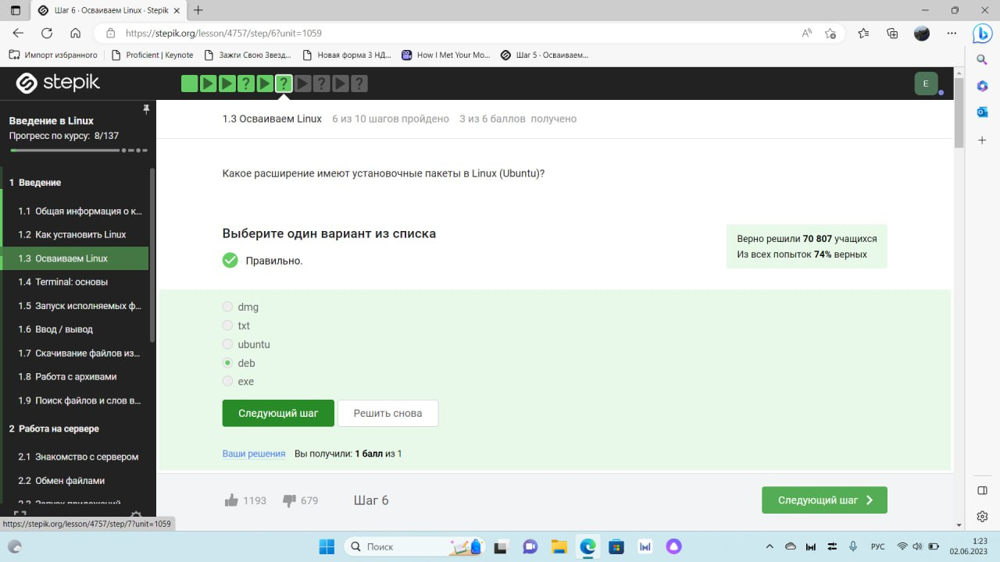 Шаг 6 · Осваиваем Linux · Stepik
https://stepik.org/lesson/4757/step/6?unit=1059
Импорт избранного
Proficient | Keynote
Зажги Свою Звезд...
Новая форма 3 НД...
How I Met Your Mo...
Шаг 5 · Осваиваем...
stepik
E
Введение в Linux
Прогресс по курсу: 8/137
1 Введение
1.1 Общая информация о к...
1.2 Как установить Linux
1.3 Осваиваем Linux
1.4 Terminal: основы
1.5 Запуск исполняемых ф...
1.6 Ввод / вывод
1.7 Скачивание файлов из...
1.8 Работа с архивами
1.9 Поиск файлов и слов в...
2 Работа на сервере
2.1 Знакомство с сервером
2.2 Обмен файлами
2.3 Запуск приложений
https://stepik.org/lesson/4757/step/7?unit=1059
1.3 Осваиваем Linux 6 из 10 шагов пройдено 3 из 6 баллов получено
Какое расширение имеют установочные пакеты в Linux (Ubuntu)?
Выберите один вариант из списка
Правильно.
Верно решили 70 807 учащихся
Из всех попыток 74% верных
dmg
txt
ubuntu
deb
exe
Следующий шаг
Решить снова
Ваши решения Вы получили: 1 балл из 1
1193
679
Шаг 6
Следующий шаг
Поиск
РУС
1:23
02.06.2023